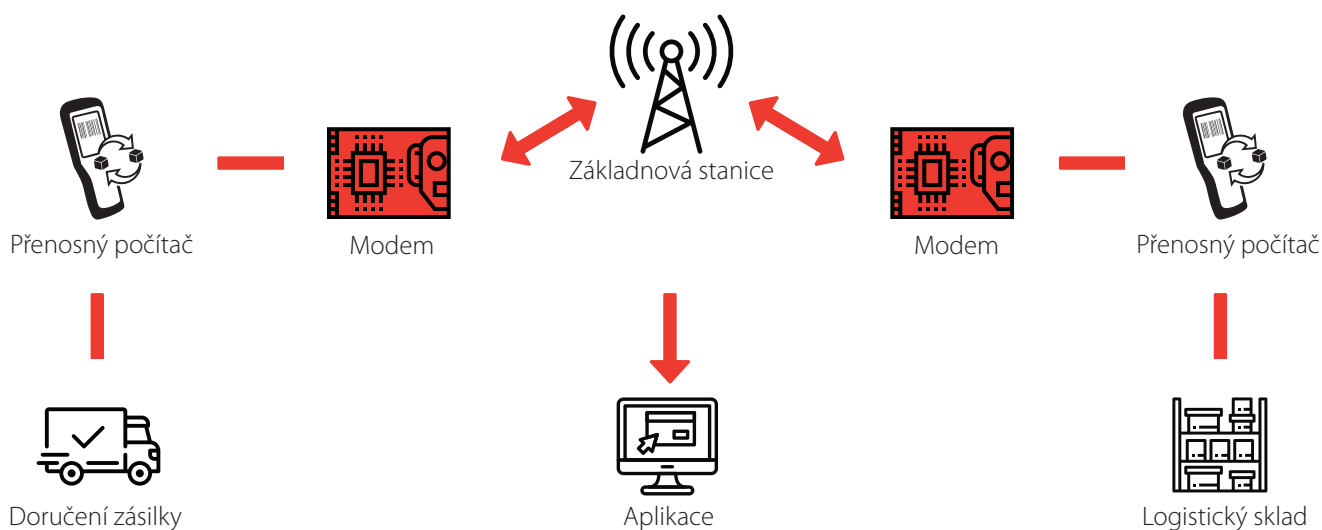 Základnová stanice
Přenosný počítač
Modem
Modem
Přenosný počítač
Doručení zásilky
Aplikace
Logistický sklad